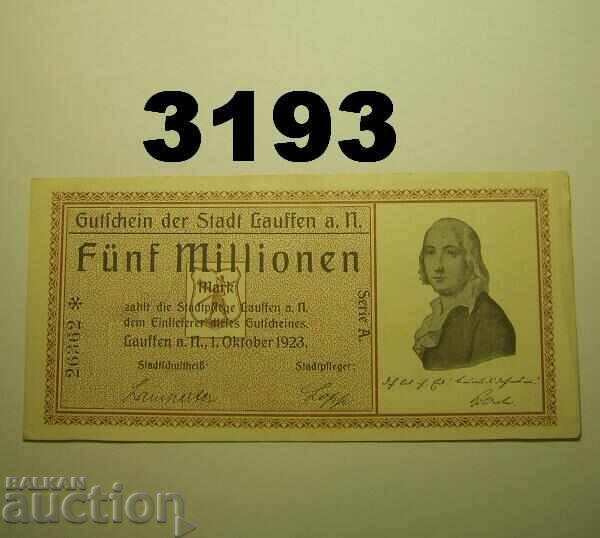 3193
Gutschein der Stadt Lauffen a. N.
Fünf Millionen
Mark
zahlt die Stadtpflege Lauffen a. N.
dem Einlieferer dieses Gutscheines.
Lauffen a. N., 1. Oktober 1923.
Stadtschultheiß
Stadtpfleger:
26362 *
Serie A.
BALKAN
auction